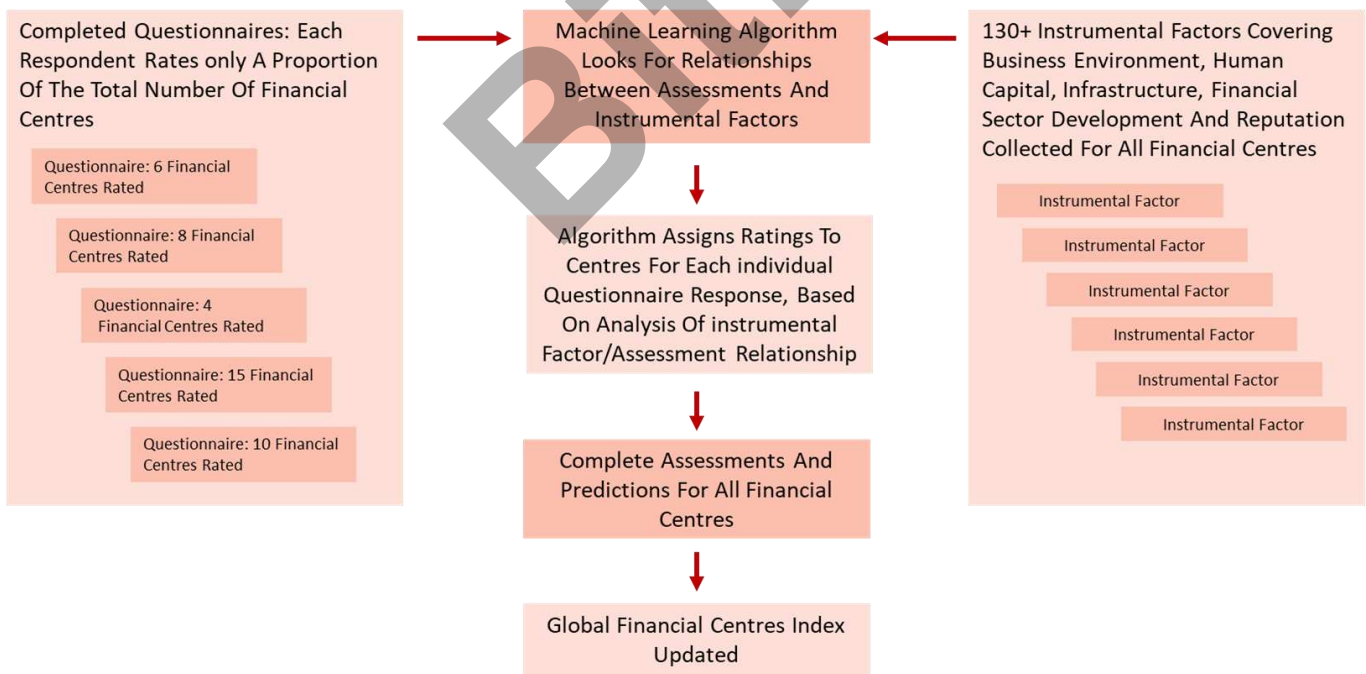 Completed Questionnaires: Each
Respondent Rates only A Proportion
Of The Total Number Of Financial
Centres
Questionnaire: 6 Financial
Centres Rated
Questionnaire: 8 Financial
Centres Rated
Questionnaire: 4
Financial Centres Rated
Questionnaire: 15 Financial
Centres Rated
Questionnaire: 10 Financial
Centres Rated
Machine Learning Algorithm
Looks For Relationships
Between Assessments And
Instrumental Factors
Algorithm Assigns Ratings To
Centres For Each individual
Questionnaire Response, Based
On Analysis Of instrumental
Factor/Assessment Relationship
Complete Assessments And
Predictions For All Financial
Centres
Global Financial Centres Index
Updated
130+ Instrumental Factors Covering
Business Environment, Human
Capital, Infrastructure, Financial
Sector Development And Reputation
Collected For All Financial Centres
Instrumental Factor
Instrumental Factor
Instrumental Factor
Instrumental Factor
Instrumental Factor
Instrumental Factor